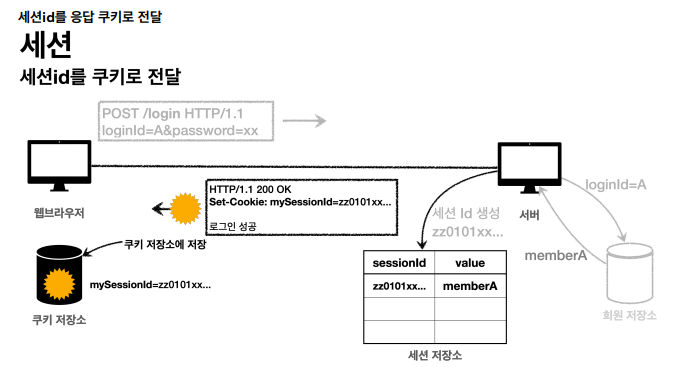 세션id를 응답 쿠키로 전달
세션
세션id를 쿠키로 전달
POST /login HTTP/1.1
loginId=A&password=xx
웹브라우저
HTTP/1.1 200 OK
Set-Cookie: mySessionId=zz0101xx...
로그인 성공
세션 Id 생성
zz0101xx...
서버
loginId=A
memberA
쿠키 저장소에 저장
mySessionId=zz0101xx...
쿠키 저장소
sessionId value
zz0101xx... memberA
세션 저장소
회원 저장소